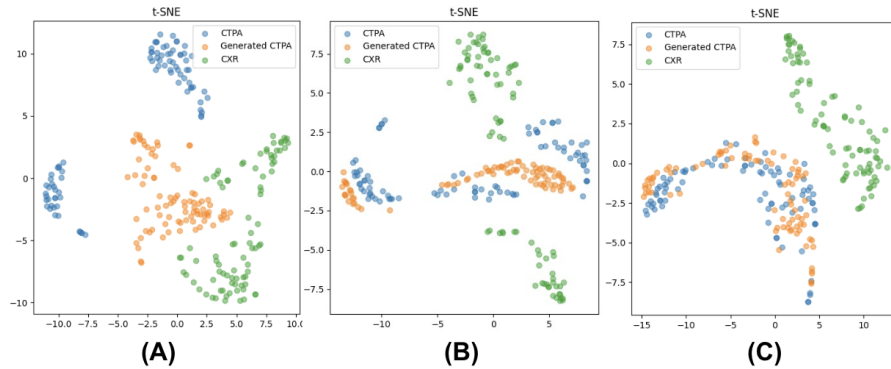 t-SNE
CTPA
Generated CTPA
CXR
10
5
0
−5
−10
−10.0 −7.5 −5.0 −2.5 0.0 2.5 5.0 7.5 10.0
(A)
t-SNE
CTPA
Generated CTPA
CXR
7.5
5.0
2.5
0.0
−2.5
−5.0
−7.5
−10 −5 0 5
(B)
t-SNE
CTPA
Generated CTPA
CXR
7.5
5.0
2.5
0.0
−2.5
−5.0
−7.5
−15 −10 −5 0 5 10
(C)